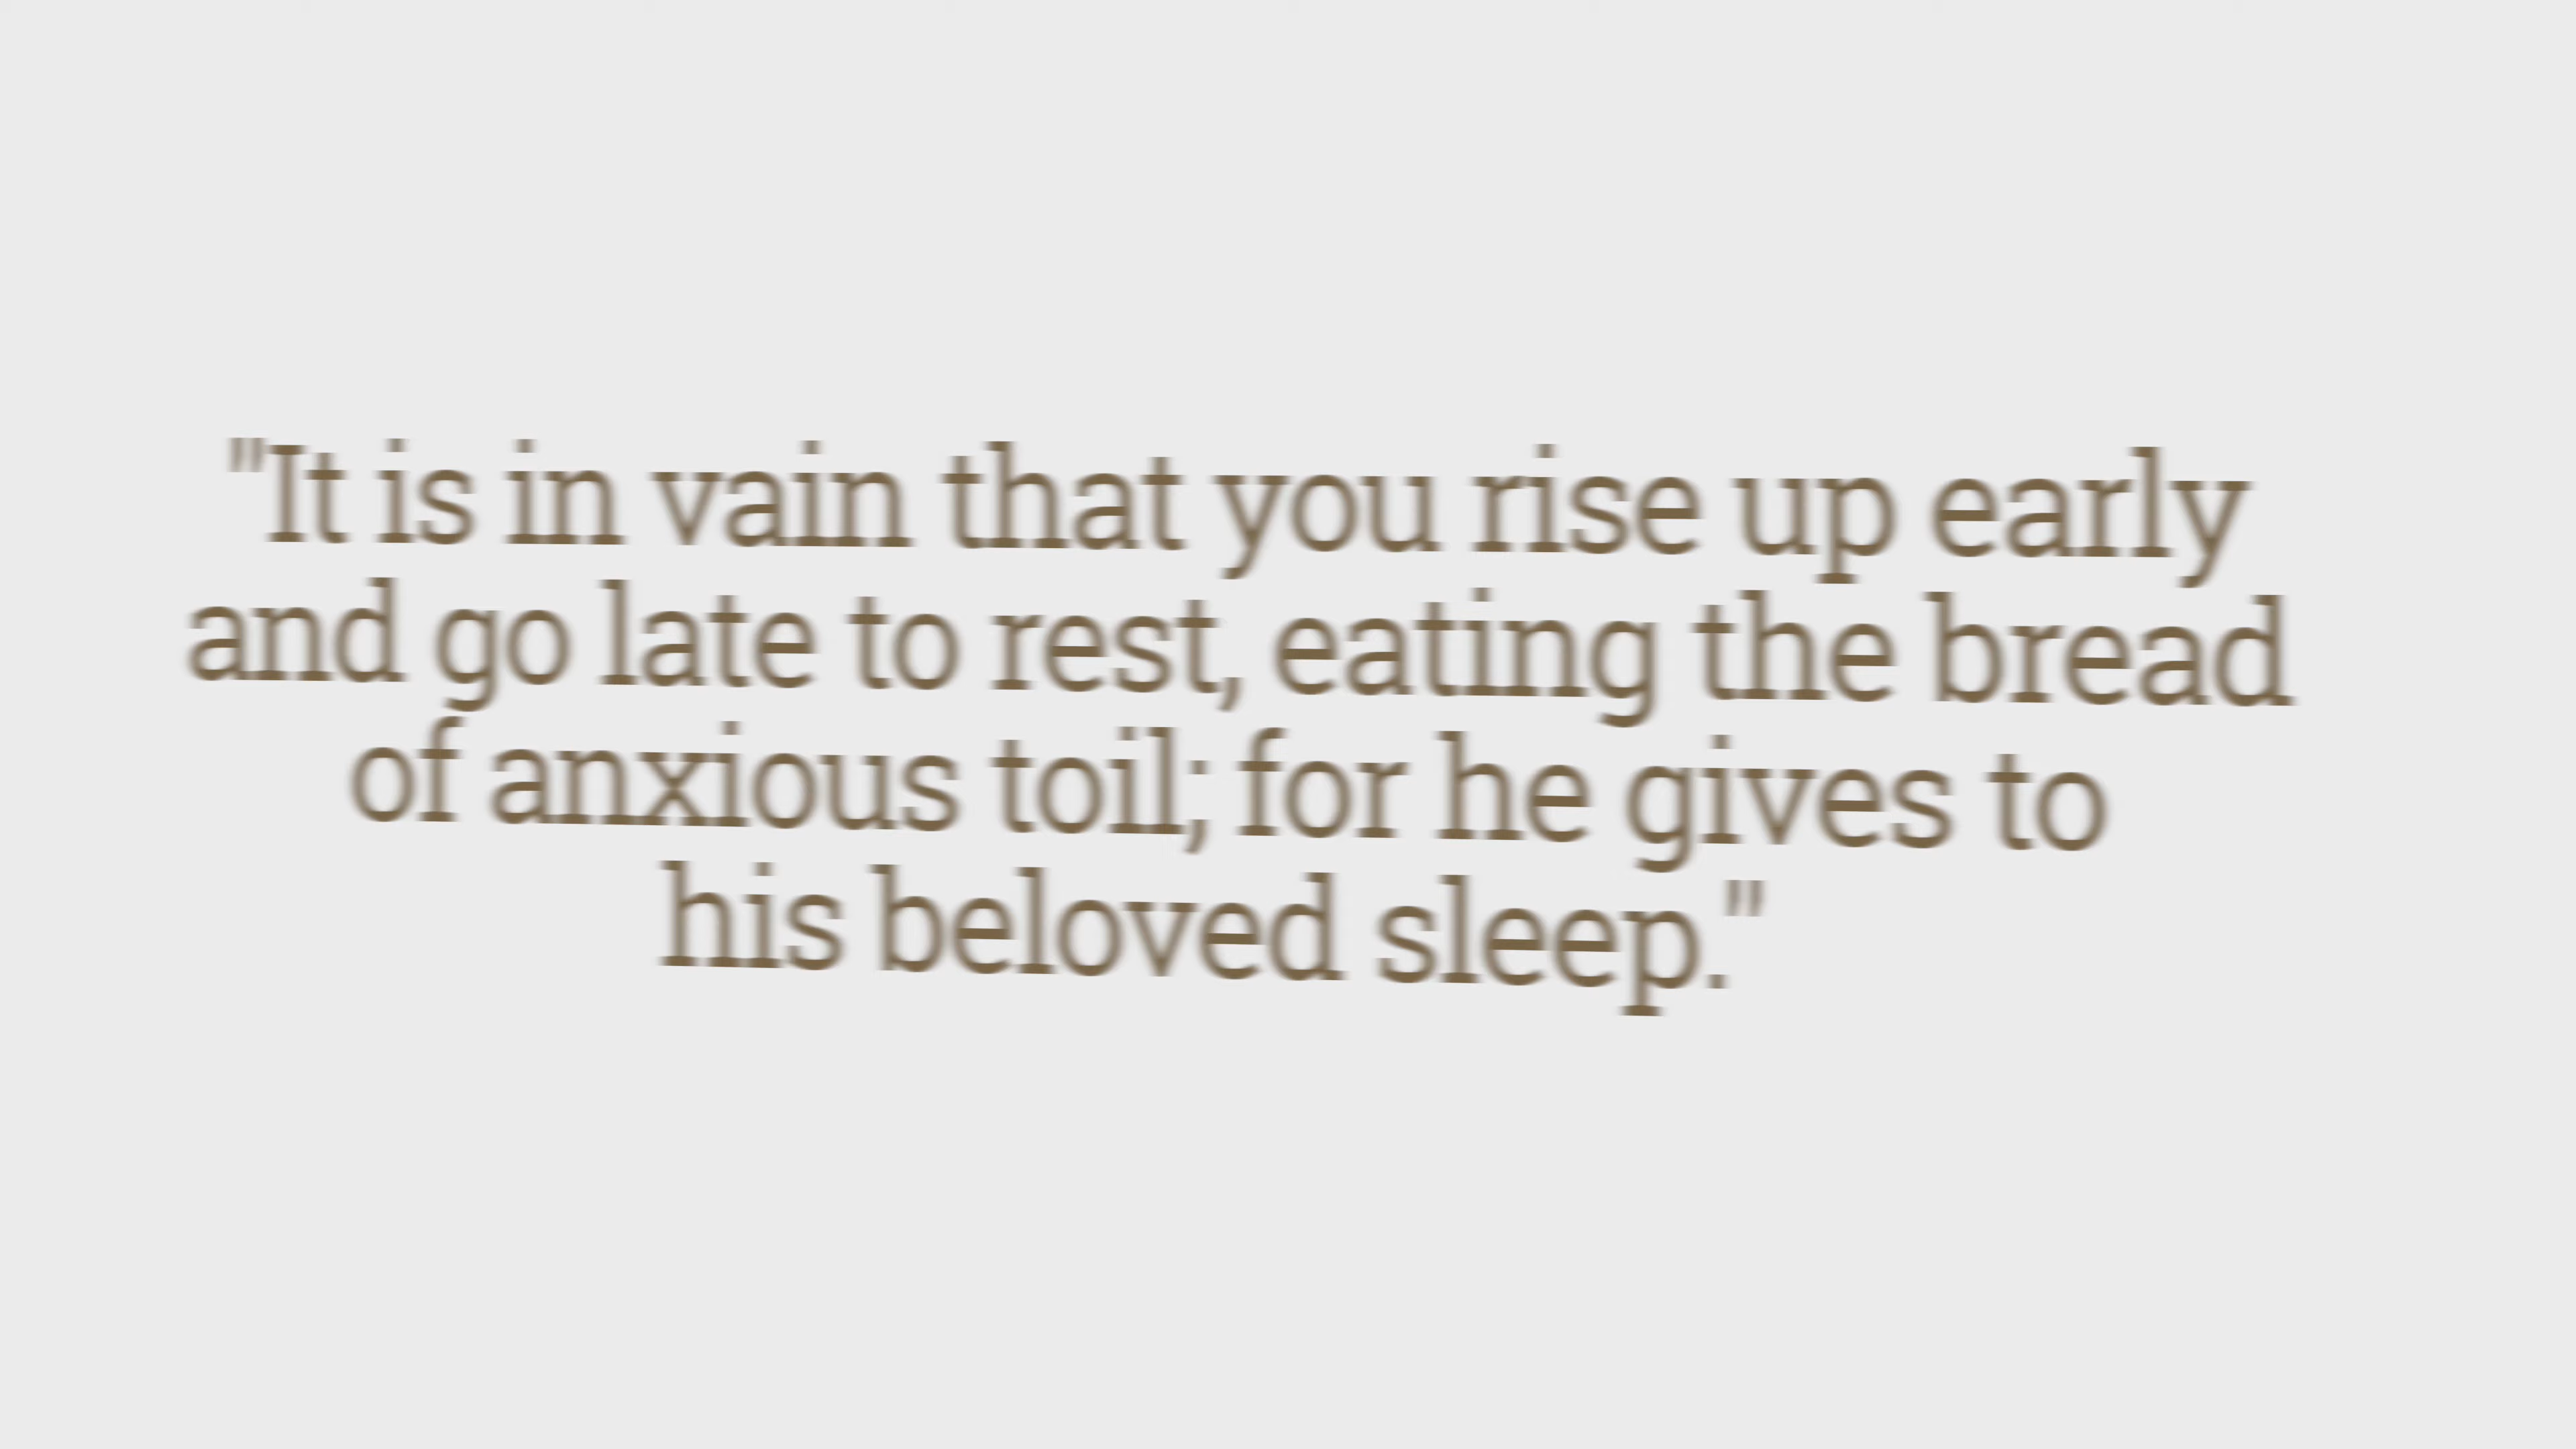 "It is in vain that you rise up early
and go late to rest, eating the bread
of anxious toil; for he gives to
his beloved sleep."